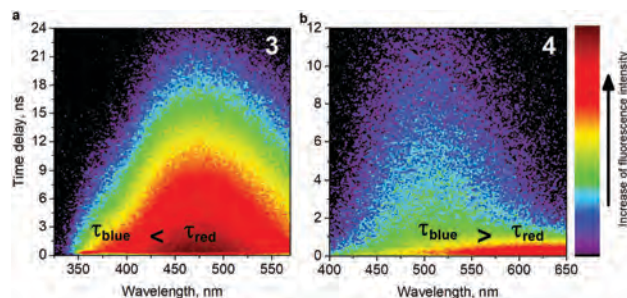 a
3
b
4
Time delay, ns
24
21
18
15
12
9
6
3
0
τblue < τred
350 400 450 500 550
Wavelength, nm
12
10
8
6
4
2
0
τblue > τred
400 450 500 550 600 650
Wavelength, nm
Increase of fluorescence intensity